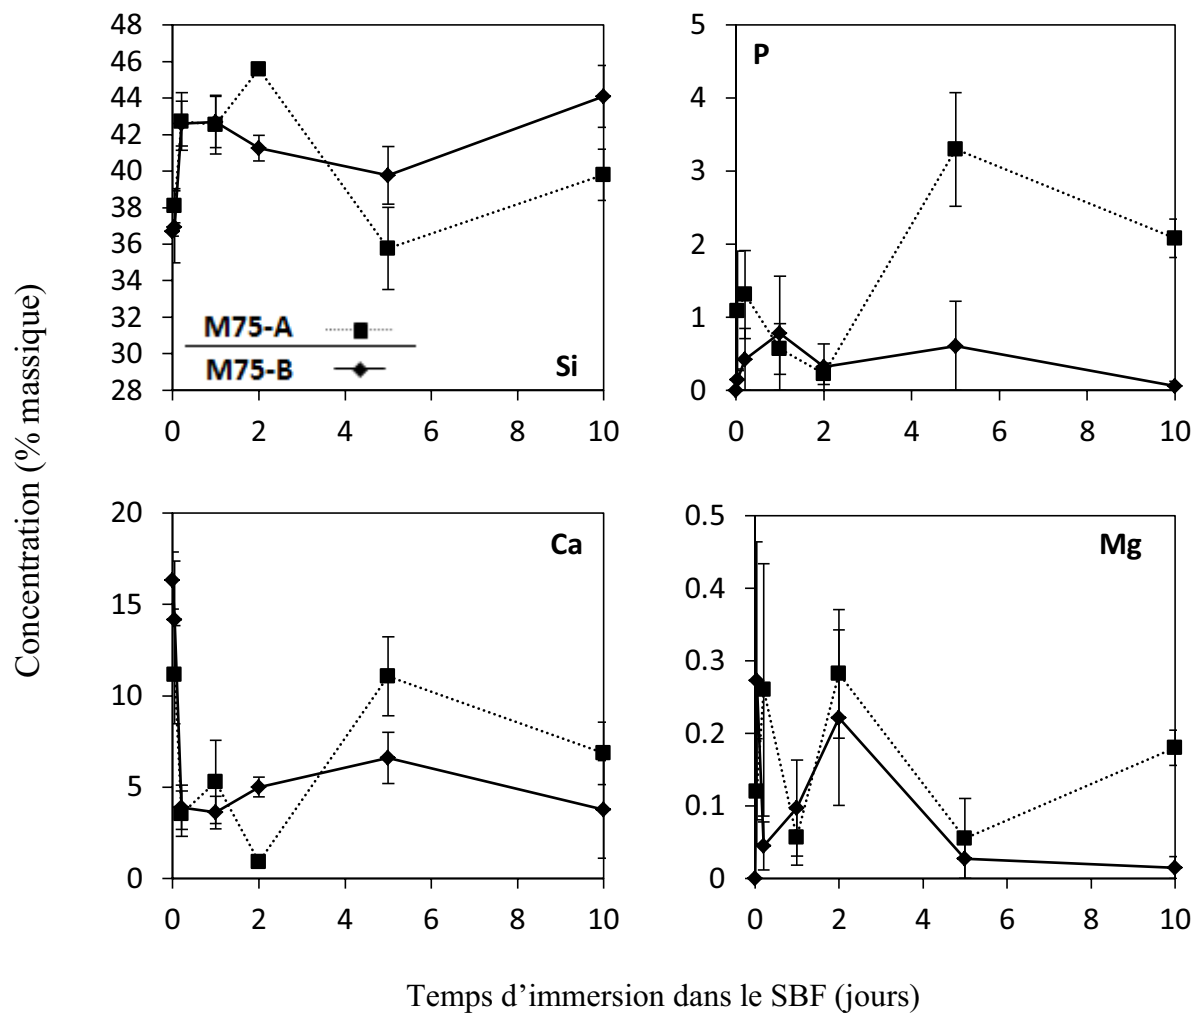 Concentration (% massique)
48
46
44
42
40
38
36
34
32
30
28
M75-A
M75-B
Si
0 2 4 6 8 10
5
4
3
2
1
0
P
0 2 4 6 8 10
20
15
10
5
0
Ca
0 2 4 6 8 10
0.5
0.4
0.3
0.2
0.1
0
Mg
0 2 4 6 8 10
Temps d’immersion dans le SBF (jours)